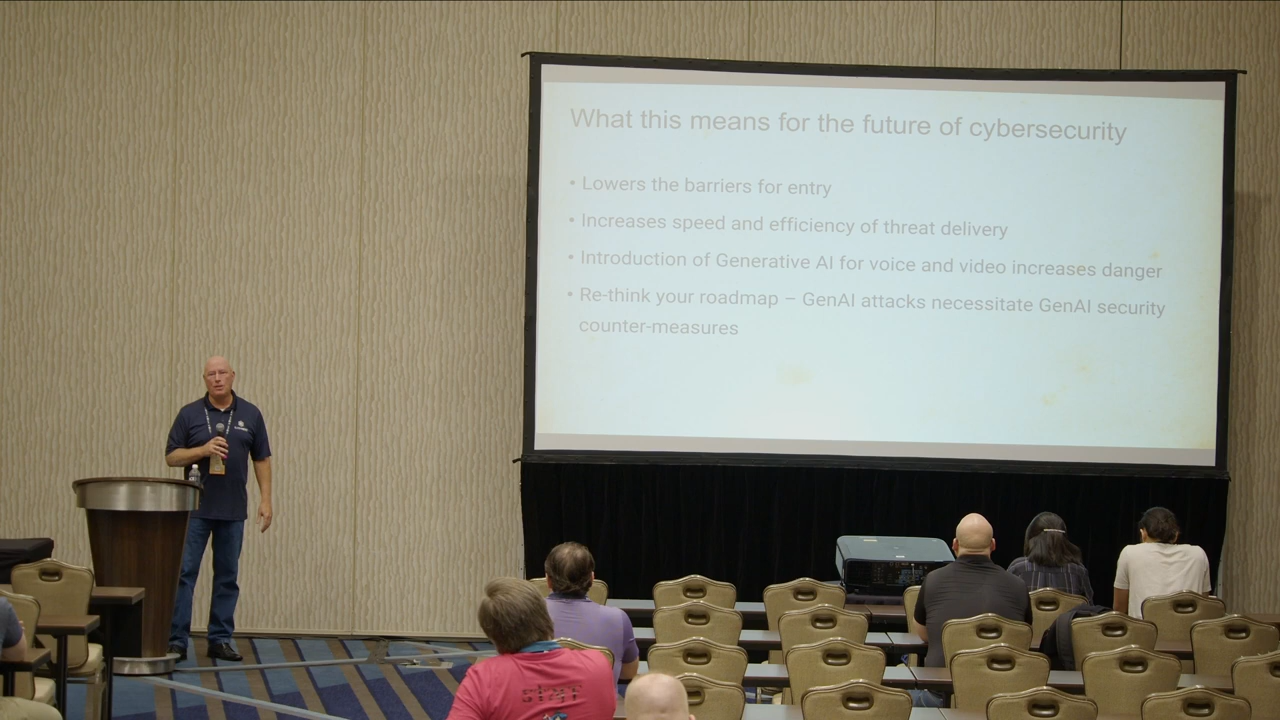 What this means for the future of cybersecurity
• Lowers the barriers for entry
• Increases speed and efficiency of threat delivery
• Introduction of Generative AI for voice and video increases danger
• Re-think your roadmap – GenAI attacks necessitate GenAI security
counter-measures
staff